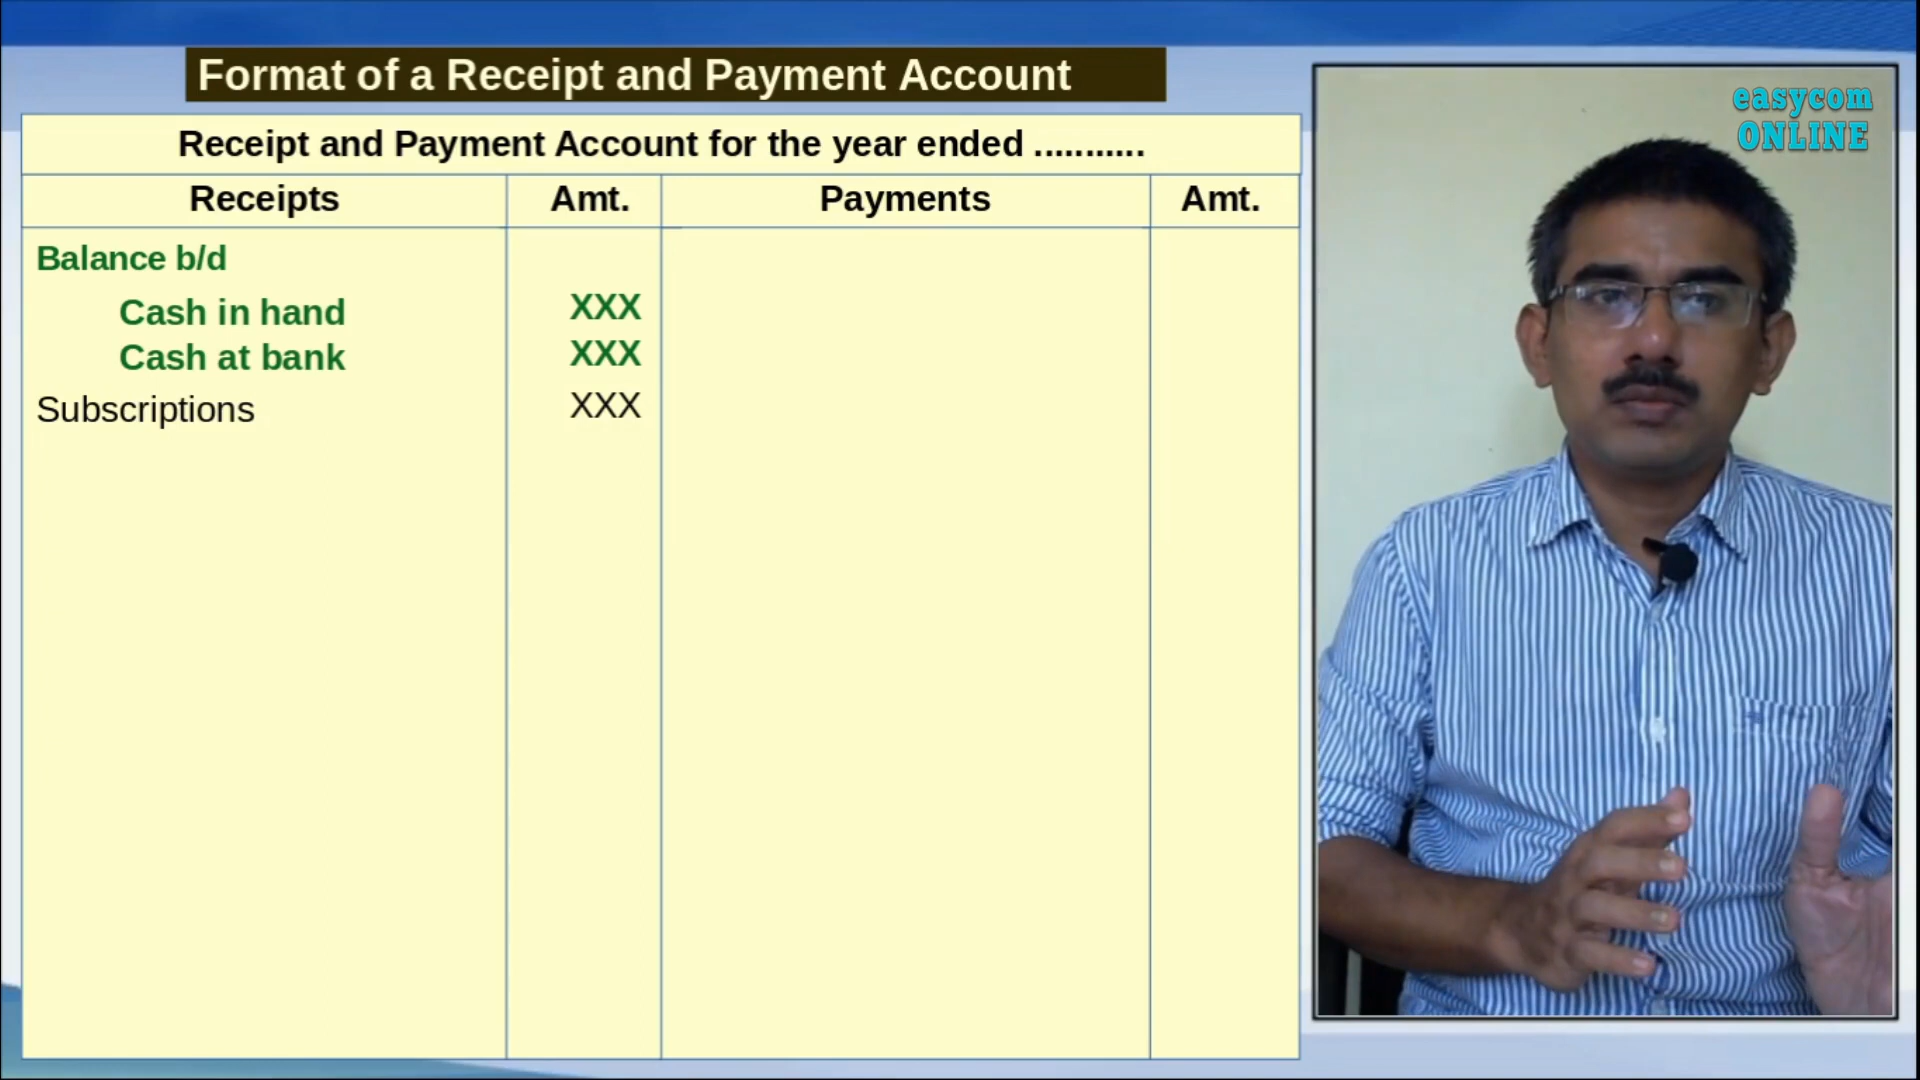 Format of a Receipt and Payment Account
easycom
ONLINE
Receipt and Payment Account for the year ended ...........
Receipts Amt. Payments Amt.
Balance b/d
Cash in hand XXX
Cash at bank XXX
Subscriptions XXX